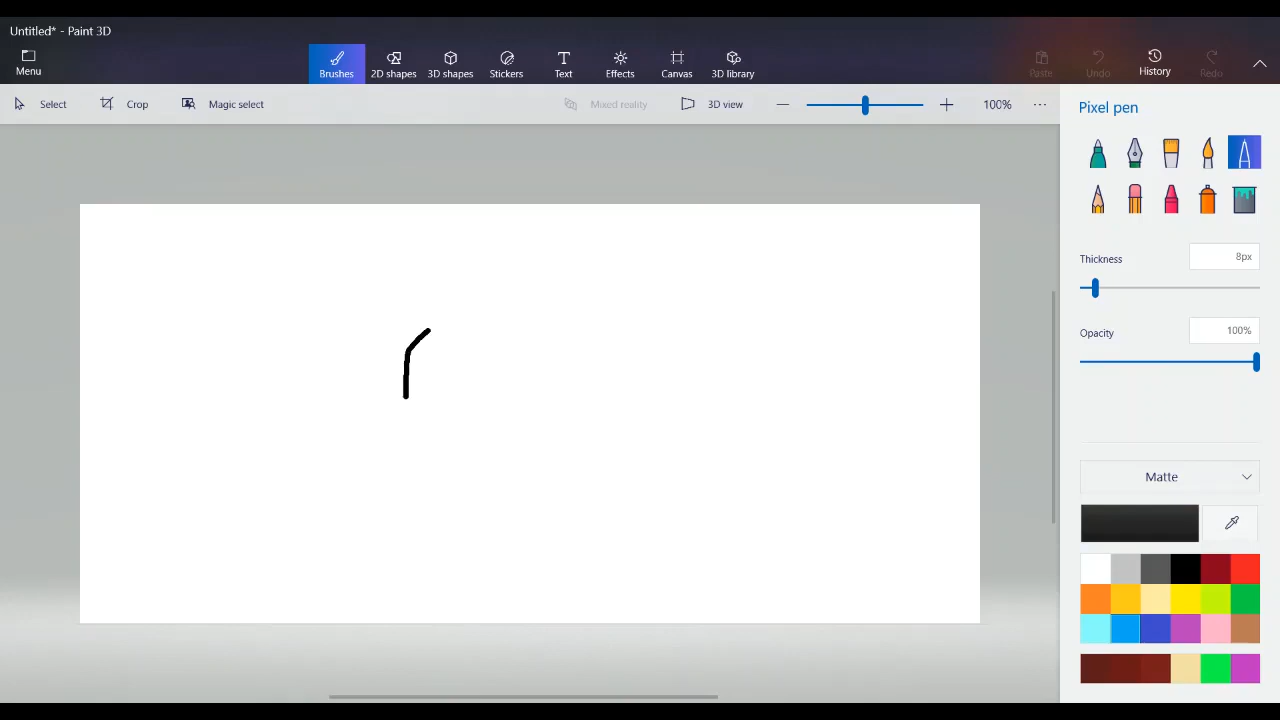 Untitled* - Paint 3D
Menu
Brushes
2D shapes
3D shapes
Stickers
Text
Effects
Canvas
3D library
Paste
Undo
History
Redo
Select
Crop
Magic select
Mixed reality
3D view
100%
Pixel pen
Thickness
8px
Opacity
100%
Matte